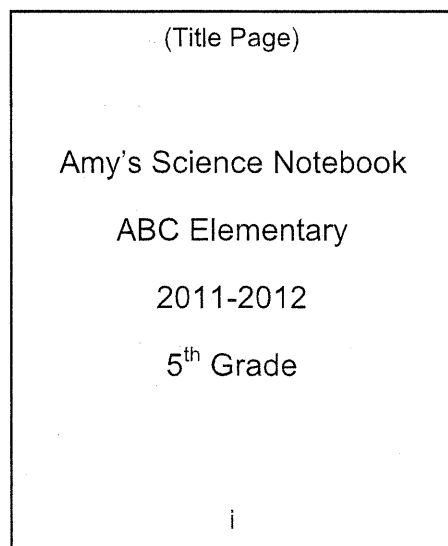 (Title Page)
Amy's Science Notebook
ABC Elementary
2011-2012
5th Grade
i